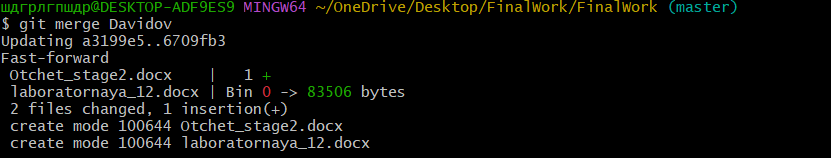 шдгрлгпшдр@DESKTOP-ADF9ES9 MINGW64 ~/OneDrive/Desktop/FinalWork/FinalWork (master)
$ git merge Davidov
Updating a3199e5..6709fb3
Fast-forward
 Otchet_stage2.docx    |   1 +
 laboratornaya_12.docx | Bin 0 -> 83506 bytes
 2 files changed, 1 insertion(+)
 create mode 100644 Otchet_stage2.docx
 create mode 100644 laboratornaya_12.docx